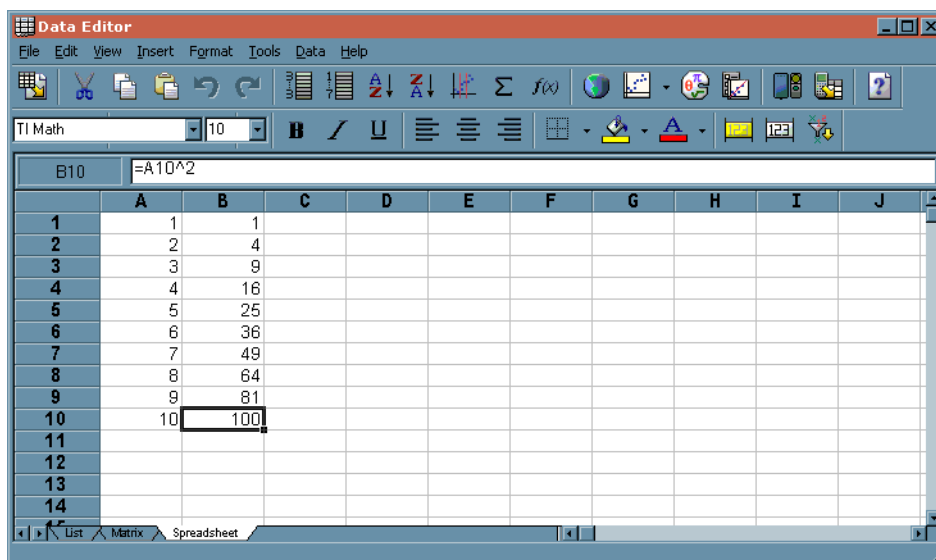 Data Editor
File Edit View Insert Format Tools Data Help
TI Math 10 B I U
B10 =A10^2
A B C D E F G H I J
1 1 1
2 2 4
3 3 9
4 4 16
5 5 25
6 6 36
7 7 49
8 8 64
9 9 81
10 10 100
11
12
13
14
List Matrix Spreadsheet